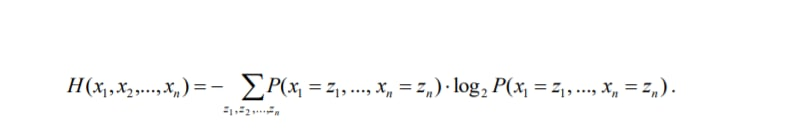 H(x₁,x₂,...,xₙ) = − ∑_{z₁,z₂,...,zₙ} P(x₁ = z₁, ..., xₙ = zₙ) · log₂ P(x₁ = z₁, ..., xₙ = zₙ).